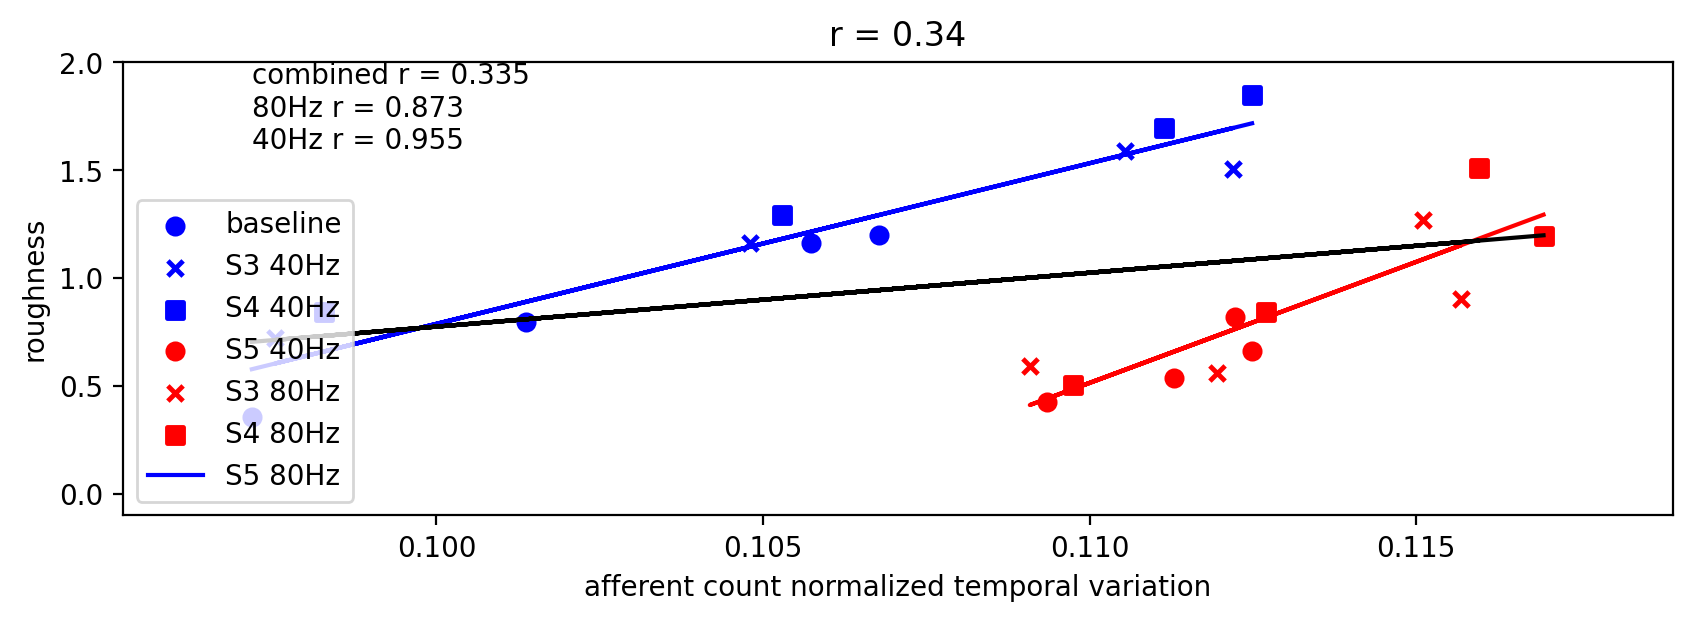 r = 0.34
combined r = 0.335
80Hz r = 0.873
40Hz r = 0.955
2.0
1.5
1.0
0.5
0.0
roughness
baseline
S3 40Hz
S4 40Hz
S5 40Hz
S3 80Hz
S4 80Hz
S5 80Hz
0.100 0.105 0.110 0.115
afferent count normalized temporal variation